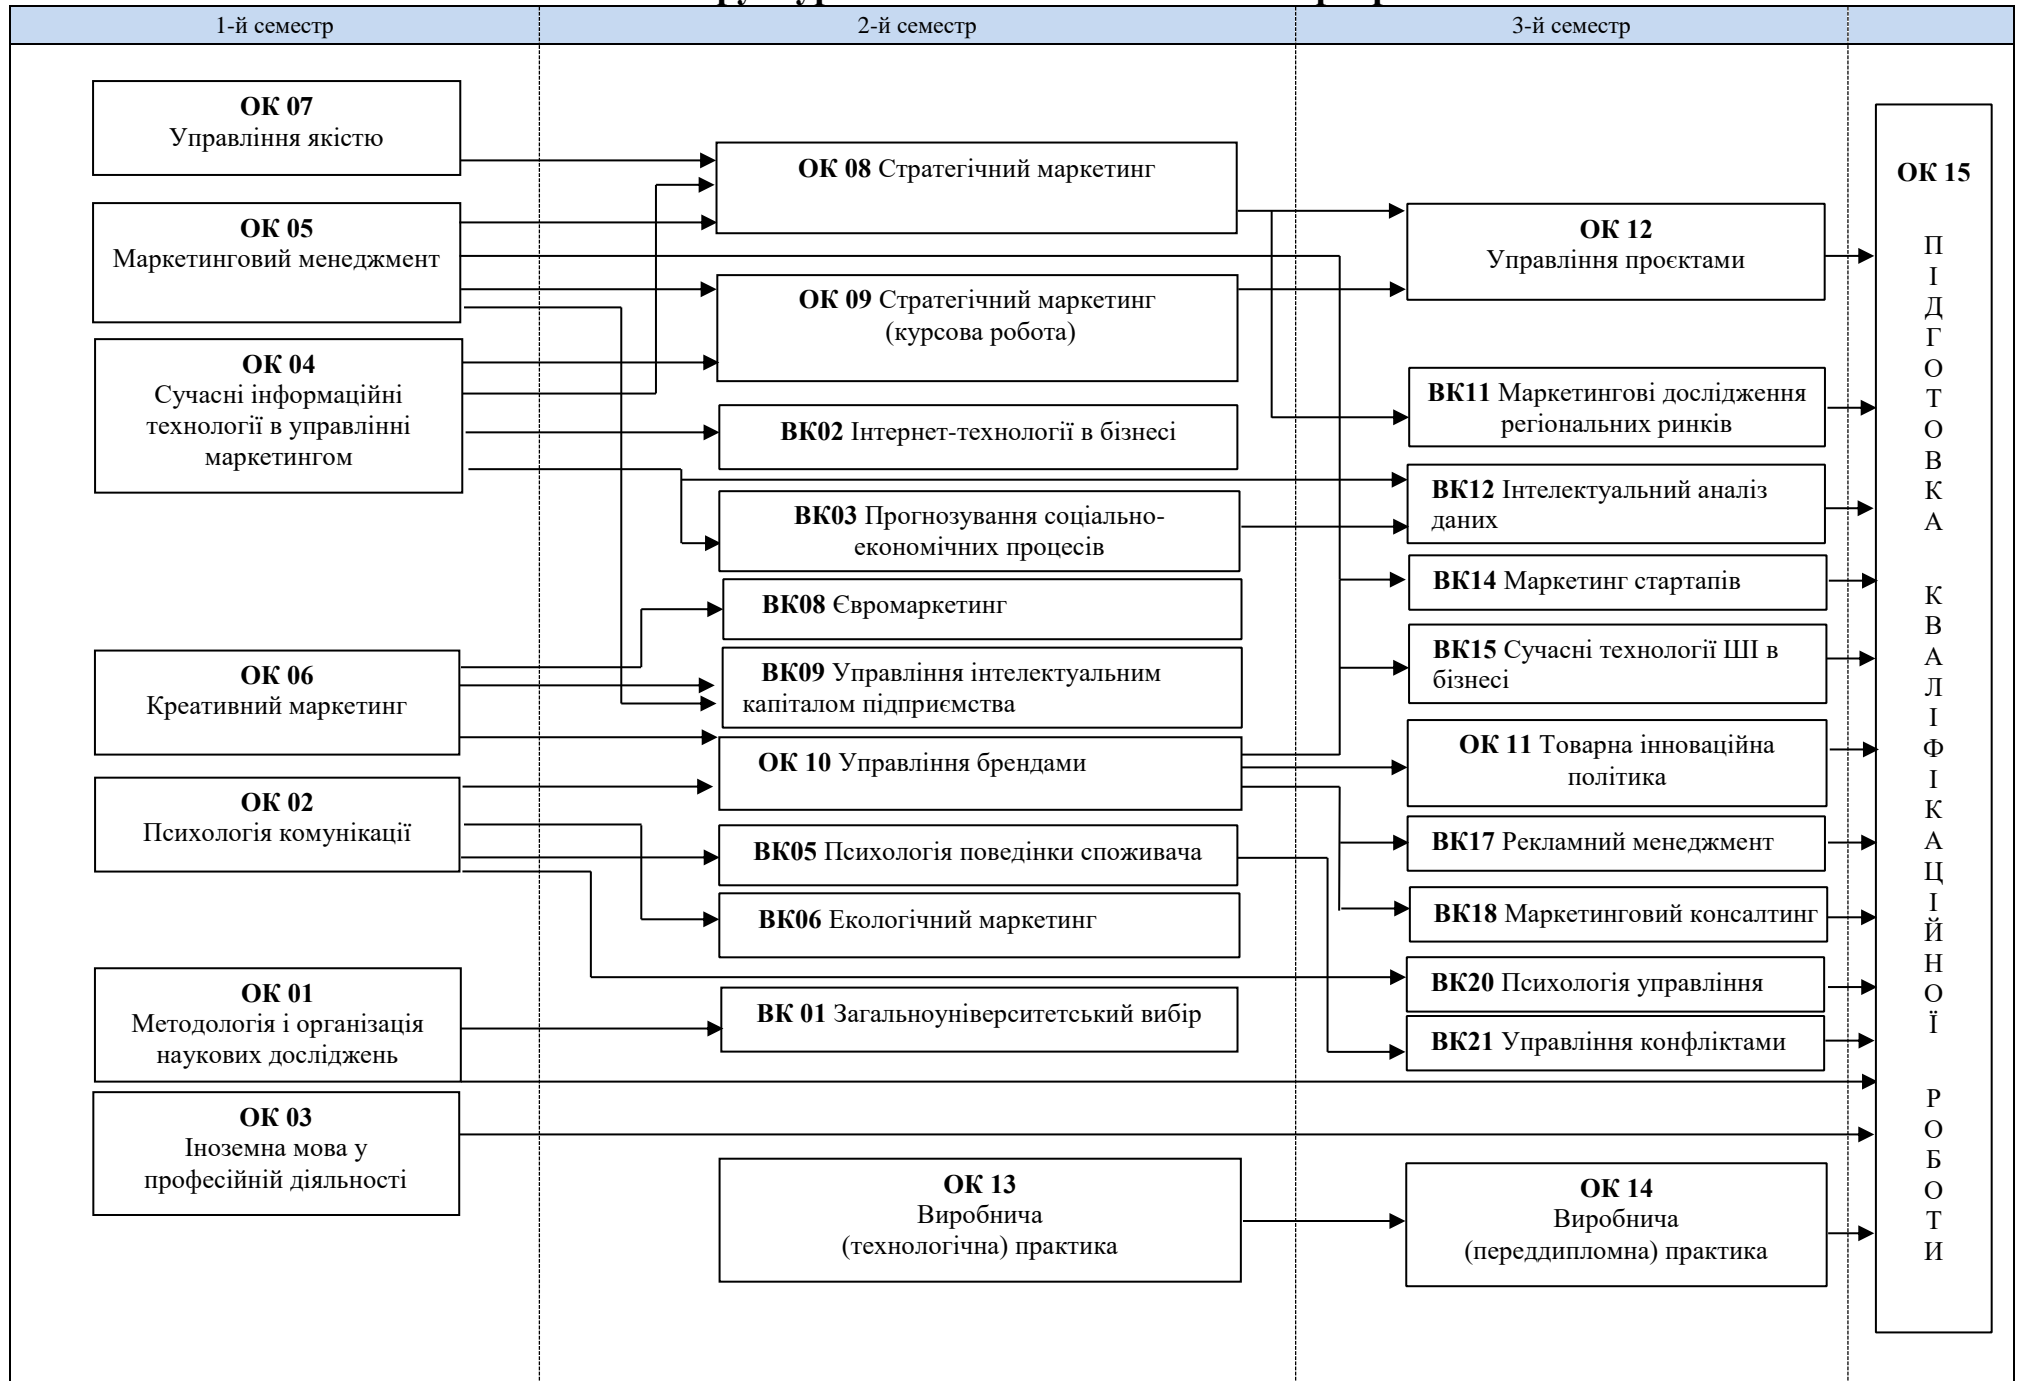 1-й семестр
2-й семестр
3-й семестр
ОК 07
Управління якістю
ОК 05
Маркетинговий менеджмент
ОК 04
Сучасні інформаційні
технології в управлінні
маркетингом
ОК 06
Креативний маркетинг
ОК 02
Психологія комунікації
ОК 01
Методологія і організація
наукових досліджень
ОК 03
Іноземна мова у
професійній діяльності
ОК 08 Стратегічний маркетинг
ОК 09 Стратегічний маркетинг
(курсова робота)
ВК02 Інтернет-технології в бізнесі
ВК03 Прогнозування соціально-
економічних процесів
ВК08 Євромаркетинг
ВК09 Управління інтелектуальним
капіталом підприємства
ОК 10 Управління брендами
ВК05 Психологія поведінки споживача
ВК06 Екологічний маркетинг
ВК 01 Загальноуніверситетський вибір
ОК 13
Виробнича
(технологічна) практика
ОК 12
Управління проєктами
ВК11 Маркетингові дослідження
регіональних ринків
ВК12 Інтелектуальний аналіз
даних
ВК14 Маркетинг стартапів
ВК15 Сучасні технології ШІ в
бізнесі
ОК 11 Товарна інноваційна
політика
ВК17 Рекламний менеджмент
ВК18 Маркетинговий консалтинг
ВК20 Психологія управління
ВК21 Управління конфліктами
ОК 14
Виробнича
(переддипломна) практика
ОК 15
П
І
Д
Г
О
Т
О
В
К
А
К
В
А
Л
І
Ф
І
К
А
Ц
І
Й
Н
О
Ї
Р
О
Б
О
Т
И